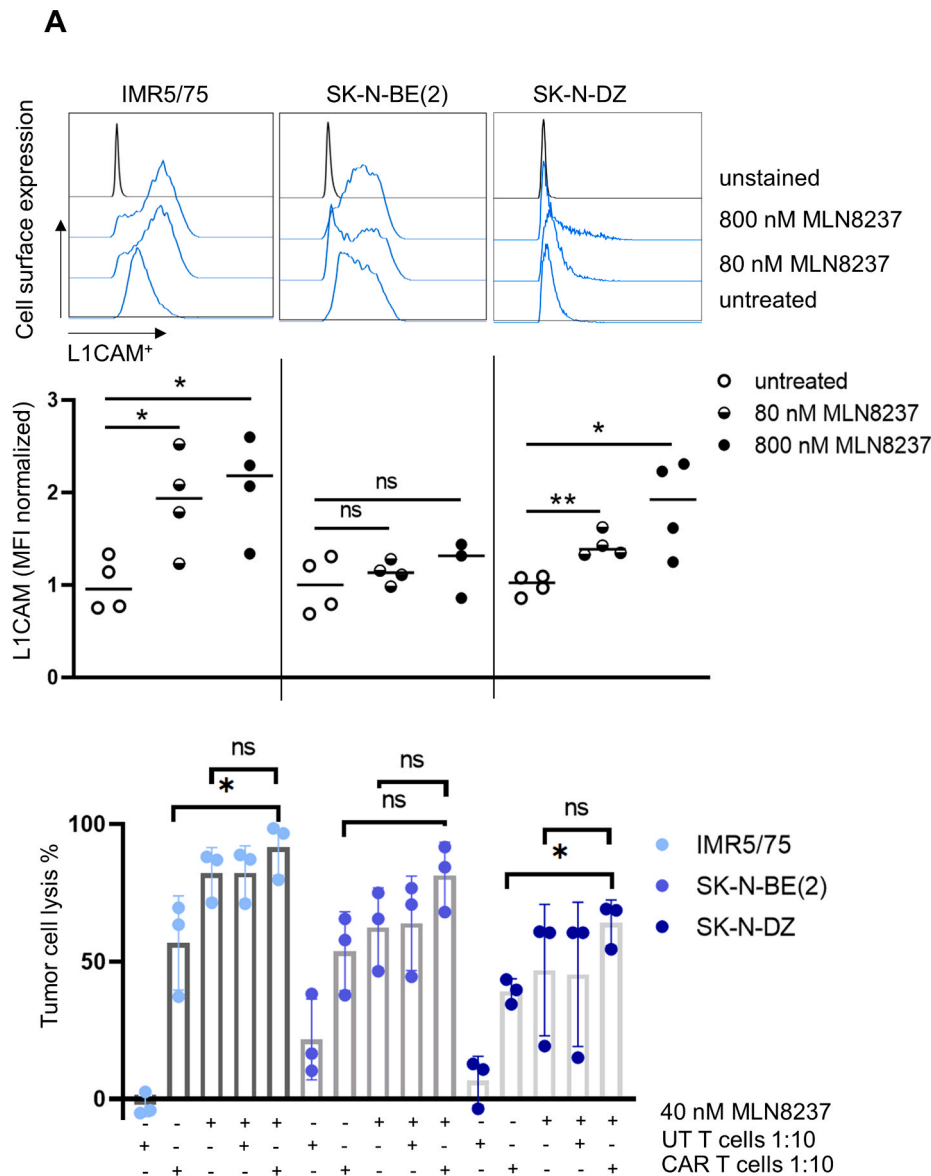 A
IMR5/75 SK-N-BE(2) SK-N-DZ
Cell surface expression
unstained
800 nM MLN8237
80 nM MLN8237
untreated
L1CAM+
L1CAM (MFI normalized)
3
2
1
0
* *
ns ns
* **
untreated
80 nM MLN8237
800 nM MLN8237
Tumor cell lysis %
100
50
0
ns *
ns ns
ns *
IMR5/75
SK-N-BE(2)
SK-N-DZ
- - + + + - - + + + - - + + + 40 nM MLN8237
+ - - + - + - - + - + - - + - UT T cells 1:10
- + - - + - + - - + - + - - + CAR T cells 1:10